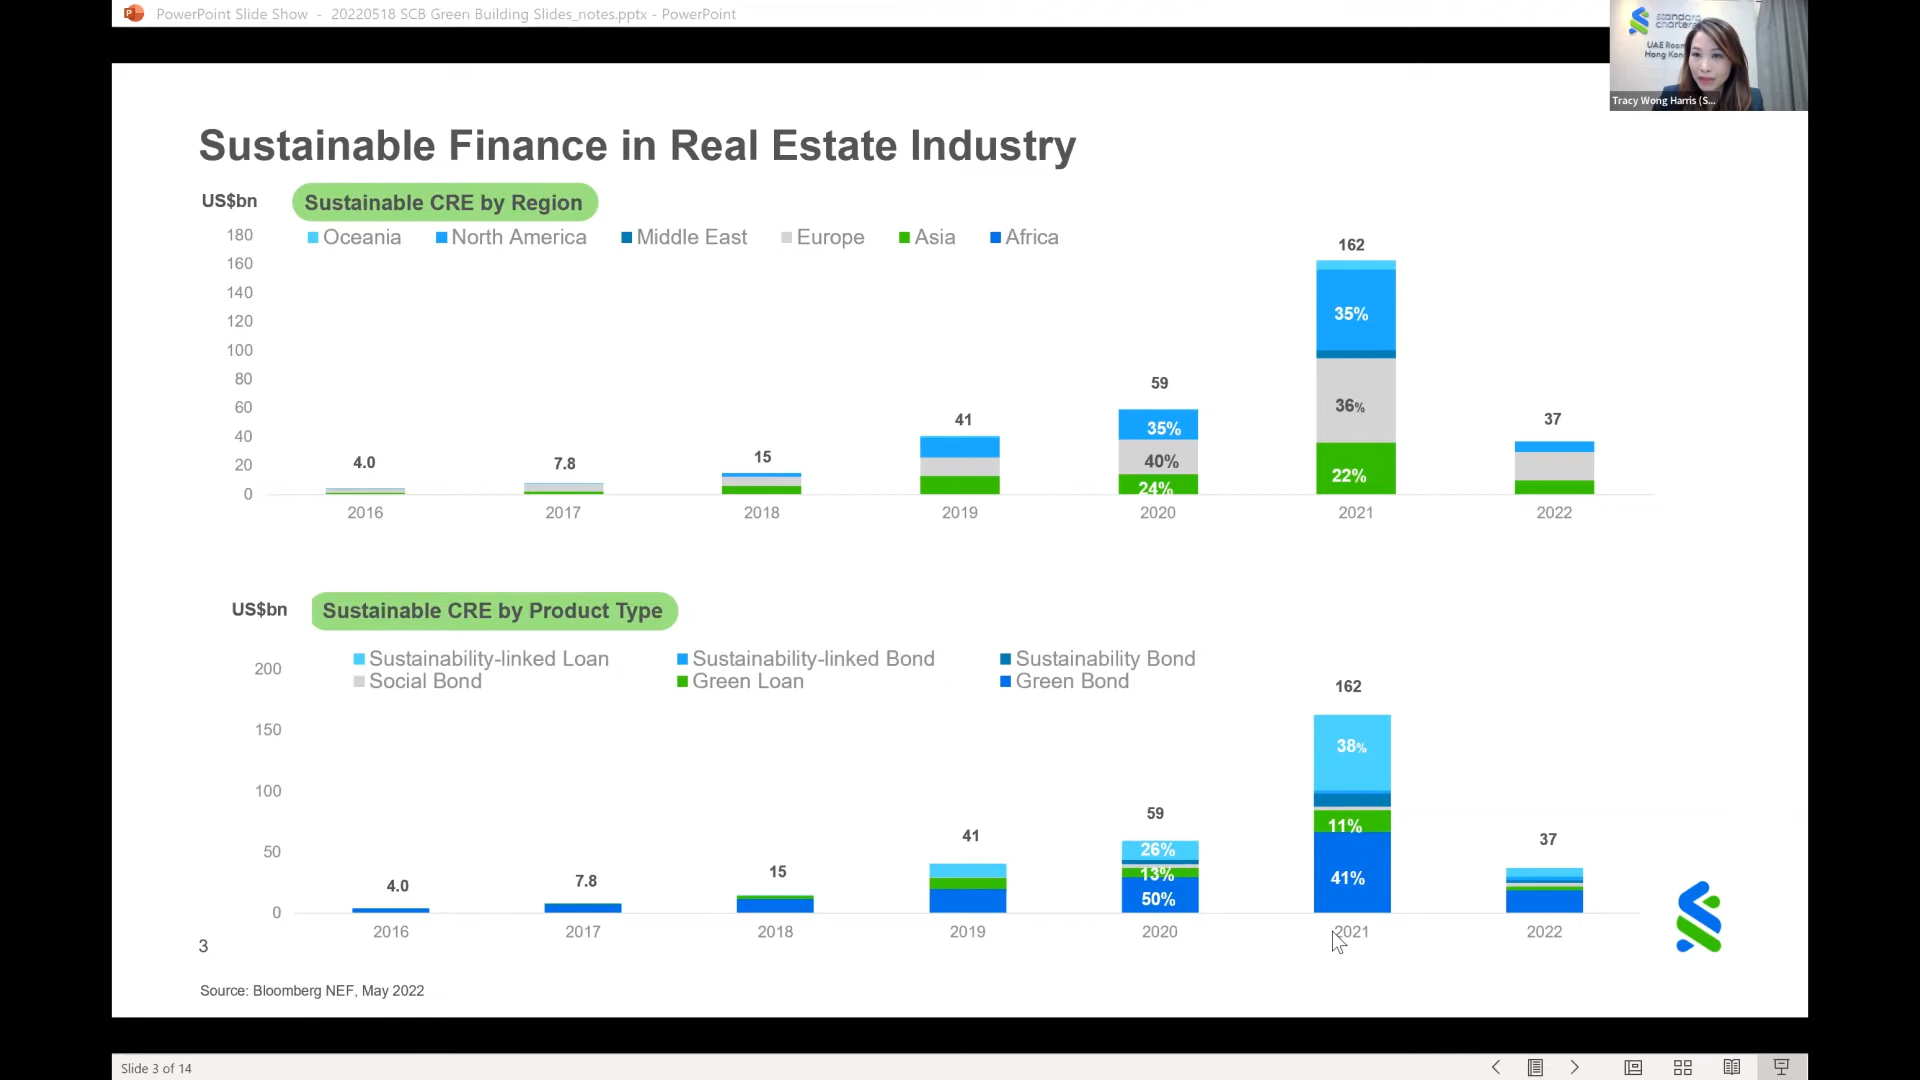 PowerPoint Slide Show - 20220518 SCB Green Building Slides_notes.pptx - PowerPoint
standard
chartered
UAE Room
Hong Kong
Tracy Wong Harris (S...
Sustainable Finance in Real Estate Industry
US$bn
Sustainable CRE by Region
Oceania North America Middle East Europe Asia Africa
180
160
140
120
100
80
60
40
20
0
4.0
7.8
15
41
59
35%
40%
24%
162
35%
36%
22%
37
2016 2017 2018 2019 2020 2021 2022
US$bn
Sustainable CRE by Product Type
Sustainability-linked Loan Sustainability-linked Bond Sustainability Bond
Social Bond Green Loan Green Bond
200
150
100
50
0
4.0
7.8
15
41
59
26%
13%
50%
162
38%
11%
41%
37
2016 2017 2018 2019 2020 2021 2022
3
Source: Bloomberg NEF, May 2022
Slide 3 of 14